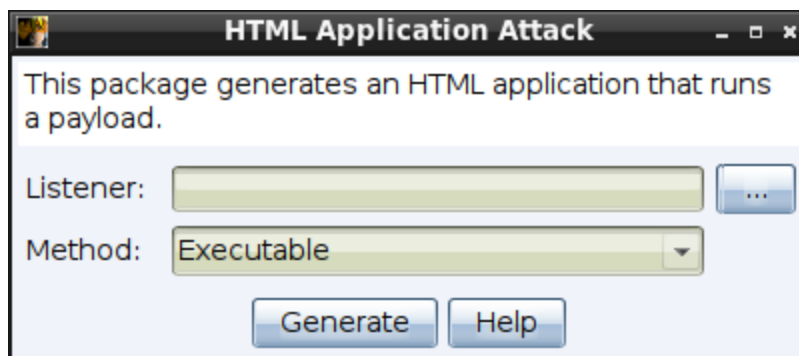 HTML Application Attack
This package generates an HTML application that runs
a payload.
Listener:
...
Method: Executable
Generate Help